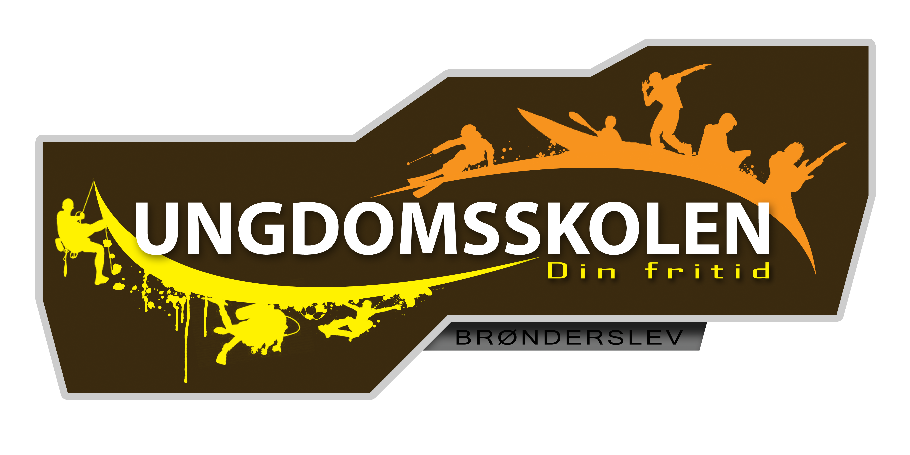 UNGDOMSSKOLEN
Din fritid
BRØNDERSLEV